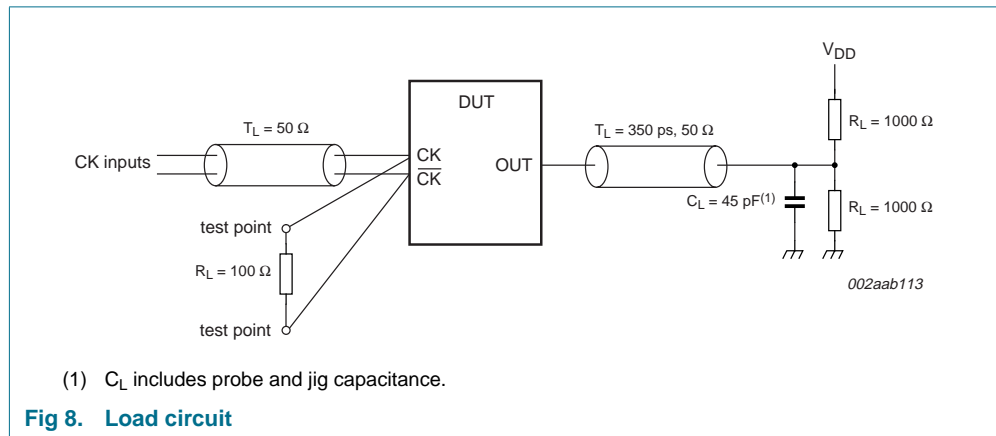 V_DD
DUT
R_L = 1000 Ω
T_L = 50 Ω
T_L = 350 ps, 50 Ω
CK inputs
CK
C̅K̅
OUT
C_L = 45 pF(1)
R_L = 1000 Ω
test point
R_L = 100 Ω
002aab113
test point
(1) C_L includes probe and jig capacitance.
Fig 8. Load circuit